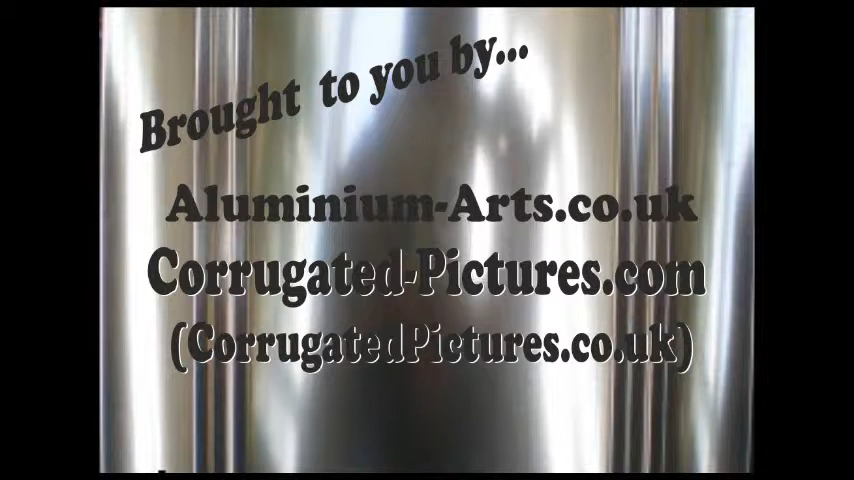 Brought to you by...
Aluminium-Arts.co.uk
Corrugated-Pictures.com
(CorrugatedPictures.co.uk)